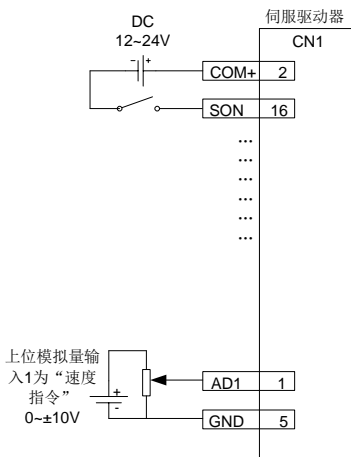 DC
12~24V
伺服驱动器
CN1
- +
COM+ 2
SON 16
...
...
...
...
...
...
上位模拟量输
入1为“速度
指令”
0~±10V
+
-
AD1 1
GND 5